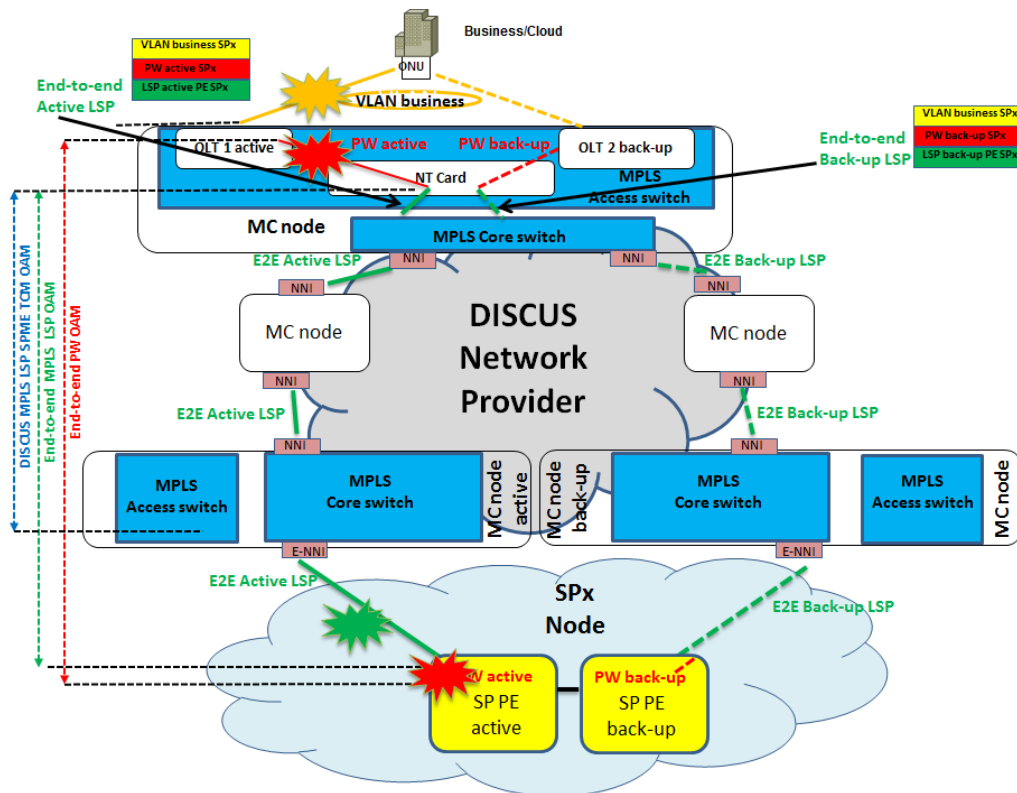 Business/Cloud
VLAN business SPx
PW active SPx
LSP active PE SPx
ONU
End-to-end
Active LSP
VLAN business
VLAN business SPx
PW back-up SPx
LSP back-up PE SPx
End-to-end
Back-up LSP
OLT 1 active
PW active
PW back-up
OLT 2 back-up
NT Card
MPLS
Access switch
MC node
MPLS Core switch
E2E Active LSP
NNI
NNI
E2E Back-up LSP
NNI
NNI
MC node
DISCUS
Network
Provider
MC node
NNI
NNI
E2E Active LSP
E2E Back-up LSP
NNI
NNI
MPLS
Access switch
MPLS
Core switch
MC node
active
MC node
back-up
MPLS
Core switch
MPLS
Access switch
MC node
E-NNI
E-NNI
E2E Active LSP
SPx
Node
E2E Back-up LSP
W active
SP PE
active
PW back-up
SP PE
back-up
DISCUS MPLS LSP SPME TCM OAM
End-to-end MPLS LSP OAM
End-to-end PW OAM